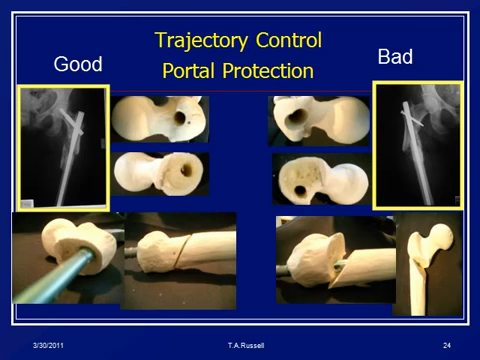 Trajectory Control
Portal Protection
Good
Bad
3/30/2011
T.A.Russell
24